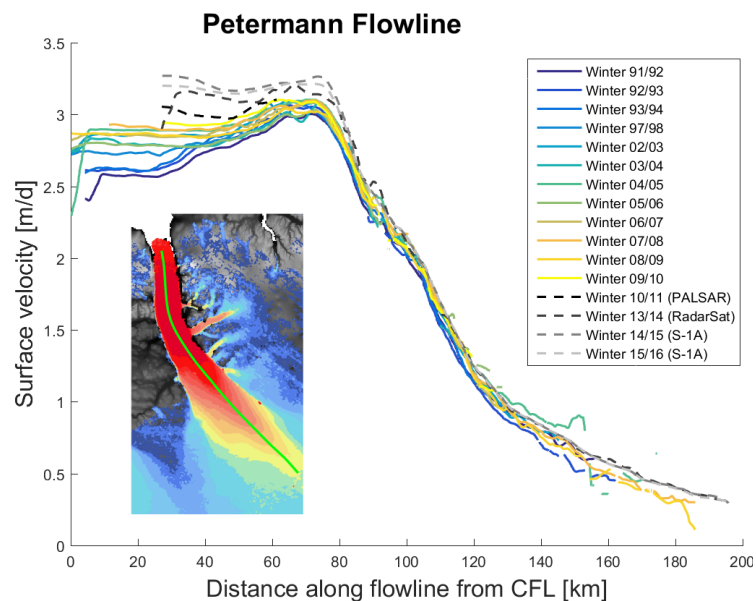 Petermann Flowline
Surface velocity [m/d]
3.5
3
2.5
2
1.5
1
0.5
0
0 20 40 60 80 100 120 140 160 180 200
Distance along flowline from CFL [km]
Winter 91/92
Winter 92/93
Winter 93/94
Winter 97/98
Winter 02/03
Winter 03/04
Winter 04/05
Winter 05/06
Winter 06/07
Winter 07/08
Winter 08/09
Winter 09/10
Winter 10/11 (PALSAR)
Winter 13/14 (RadarSat)
Winter 14/15 (S-1A)
Winter 15/16 (S-1A)